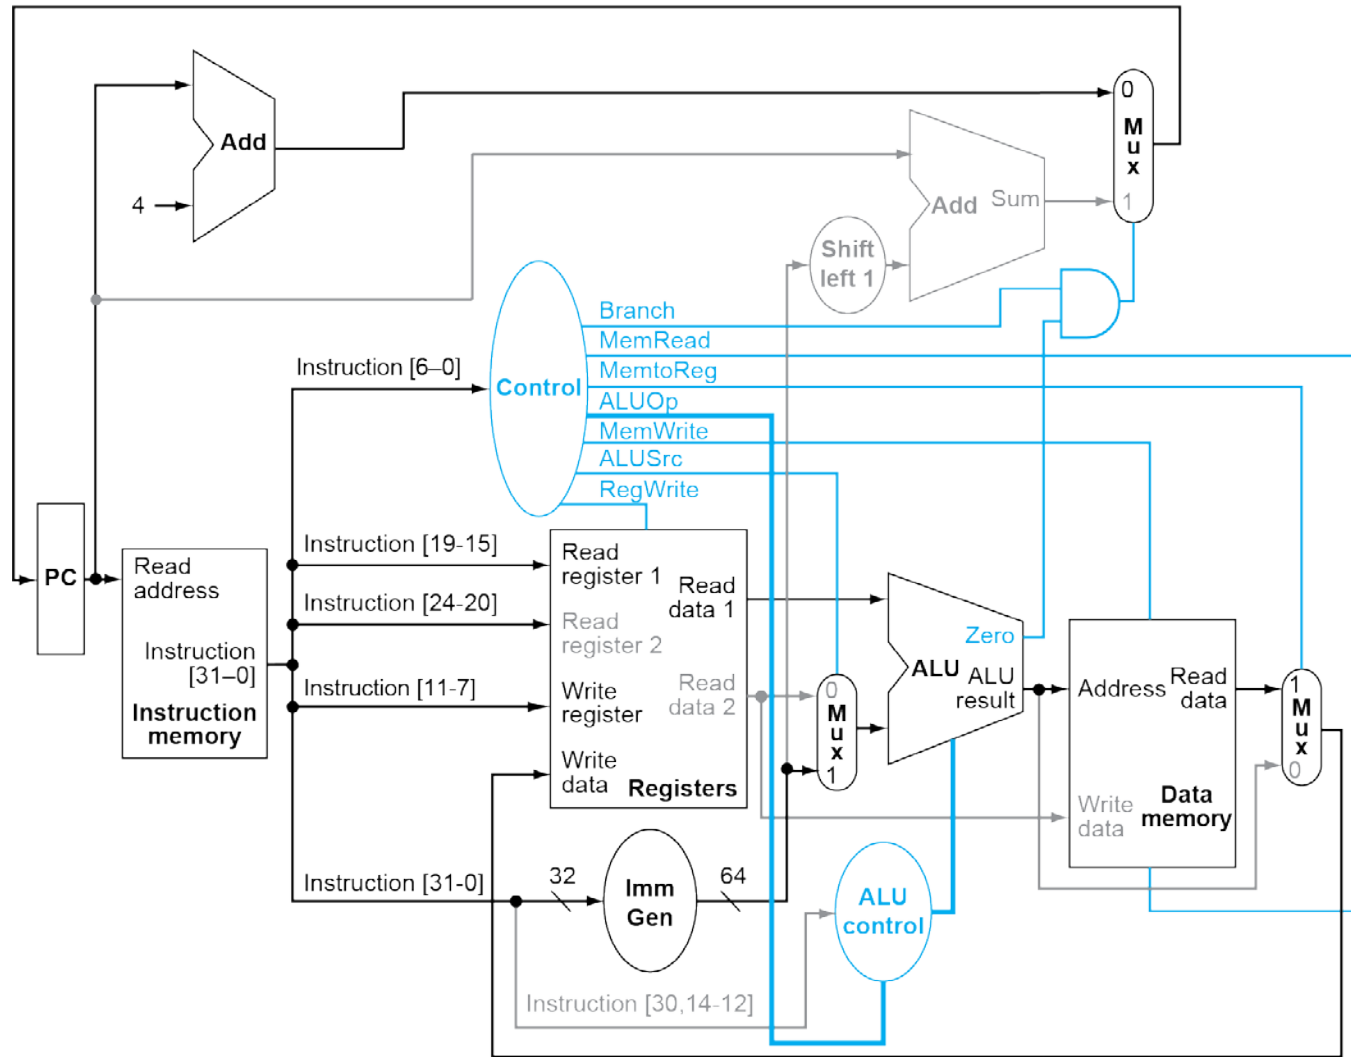 0
M
u
x
1
Add
4
Add
Sum
Shift
left 1
Branch
MemRead
MemtoReg
ALUOp
MemWrite
ALUSrc
RegWrite
Control
Instruction [6–0]
PC
Read
address
Instruction
[31–0]
Instruction
memory
Instruction [19-15]
Instruction [24-20]
Instruction [11-7]
Instruction [31-0]
Read
register 1
Read
register 2
Write
register
Write
data
Read
data 1
Read
data 2
Registers
0
M
u
x
1
Zero
ALU
ALU
result
Address
Read
data
Write
data
Data
memory
1
M
u
x
0
32
Imm
Gen
64
ALU
control
Instruction [30,14-12]